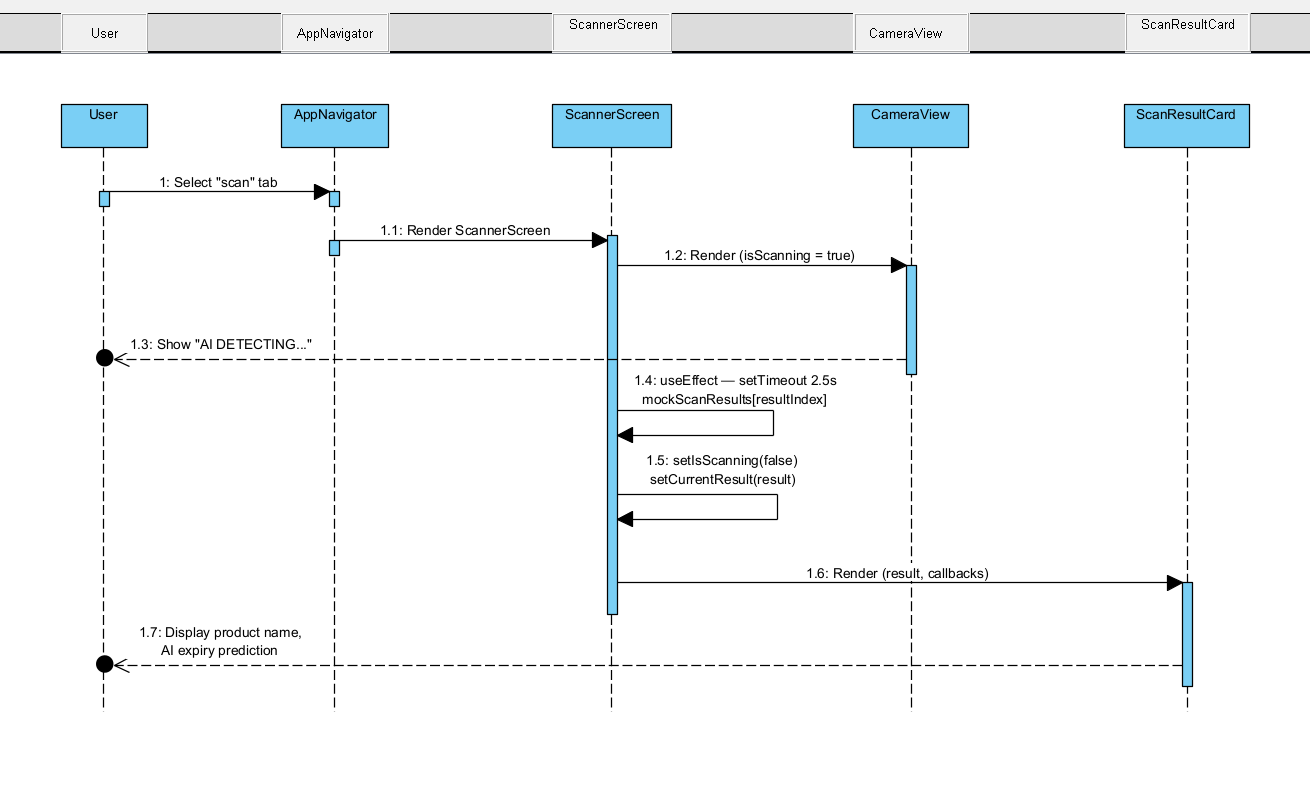 User
AppNavigator
ScannerScreen
CameraView
ScanResultCard
User
AppNavigator
ScannerScreen
CameraView
ScanResultCard
1: Select "scan" tab
1.1: Render ScannerScreen
1.2: Render (isScanning = true)
1.3: Show "AI DETECTING..."
1.4: useEffect — setTimeout 2.5s
mockScanResults[resultIndex]
1.5: setIsScanning(false)
setCurrentResult(result)
1.6: Render (result, callbacks)
1.7: Display product name,
AI expiry prediction